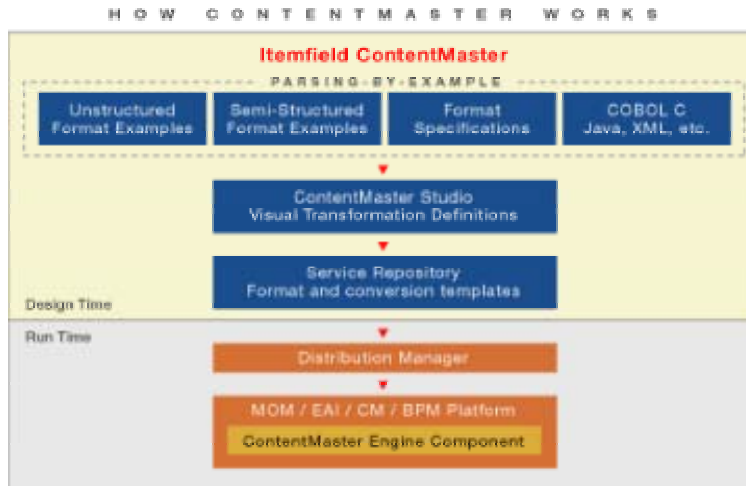 HOW CONTENTMASTER WORKS
Itemfield ContentMaster
PARSING-BY-EXAMPLE
Unstructured
Format Examples
Semi-Structured
Format Examples
Format
Specifications
COBOL C
Java, XML, etc.
ContentMaster Studio
Visual Transformation Definitions
Service Repository
Format and conversion templates
Design Time
Run Time
Distribution Manager
MOM / EAI / CM / BPM Platform
ContentMaster Engine Component